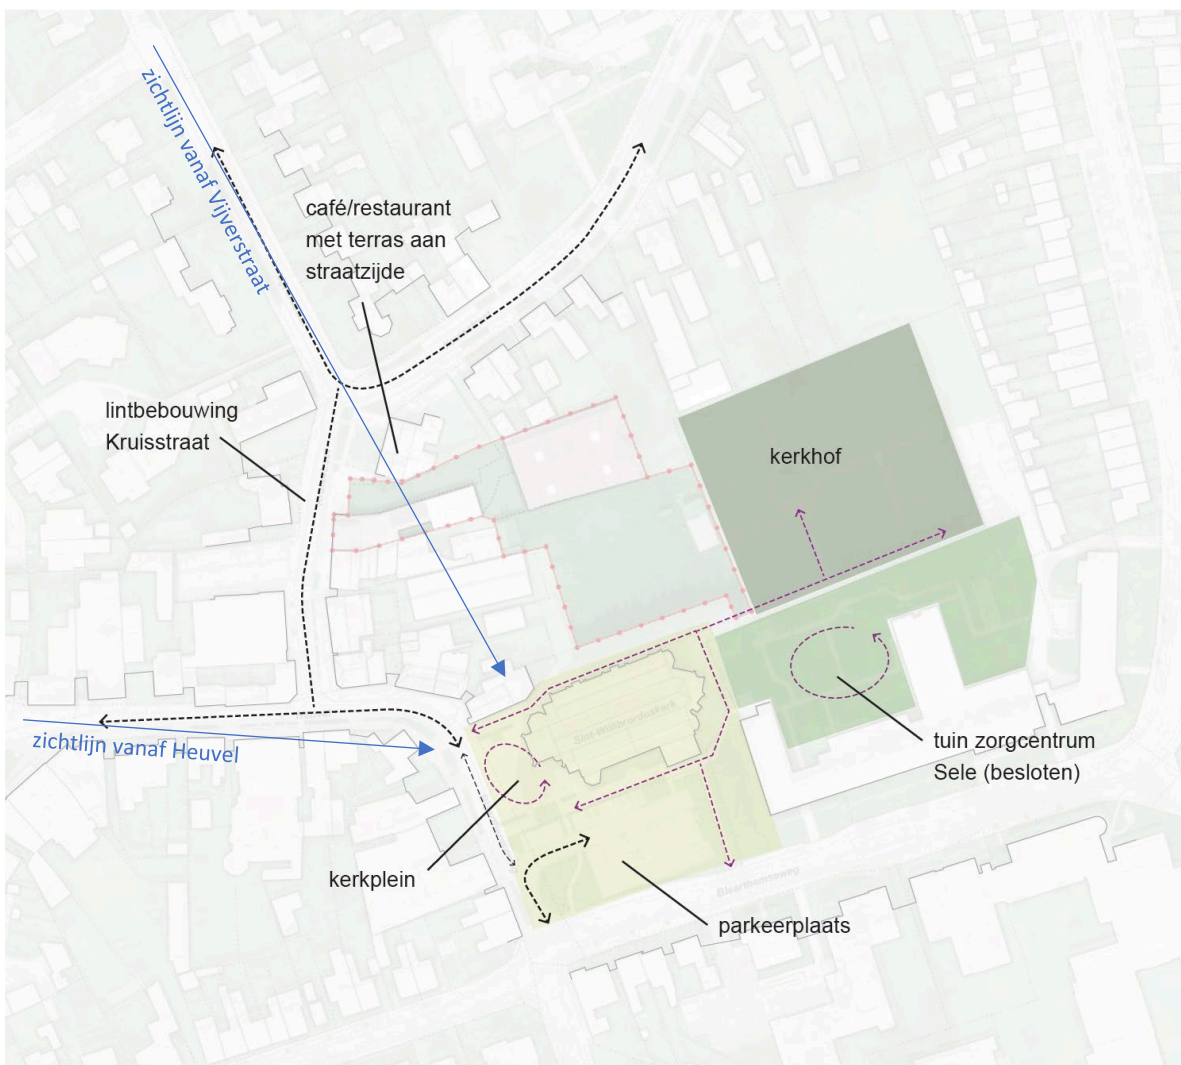 zichtlijn vanaf Vijverstraat
café/restaurant
met terras aan
straatzijde
lintbebouwing
Kruisstraat
kerkhof
zichtlijn vanaf Heuvel
tuin zorgcentrum
Sele (besloten)
kerkplein
parkeerplaats